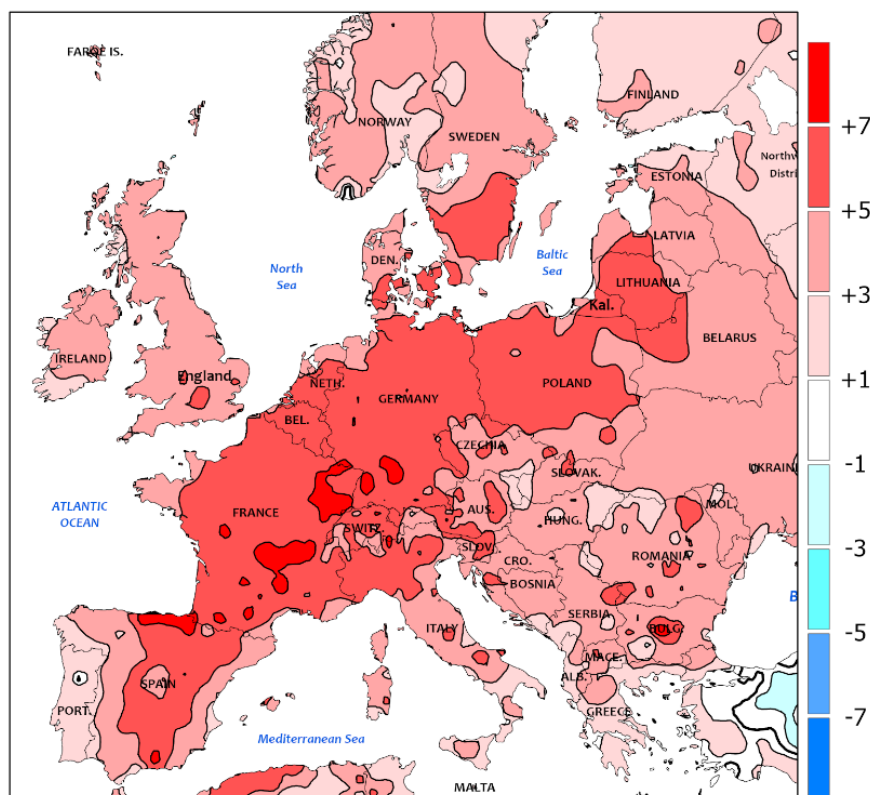 FAROE IS.
FINLAND
NORWAY
SWEDEN
Northw
Distri
ESTONIA
LATVIA
North
Sea
DEN.
Baltic
Sea
LITHUANIA
Kal.
BELARUS
IRELAND
England
NETH.
GERMANY
POLAND
BEL.
CZECHIA
SLOVAK.
UKRAIN
ATLANTIC
OCEAN
FRANCE
SWITZ.
AUS.
HUNG.
MOL.
SLOV.
CRO.
ROMANIA
BOSNIA
B
SERBIA
ITALY
BULG.
MACE.
ALB.
SPAIN
PORT.
GREECE
Mediterranean Sea
MALTA
+7
+5
+3
+1
-1
-3
-5
-7